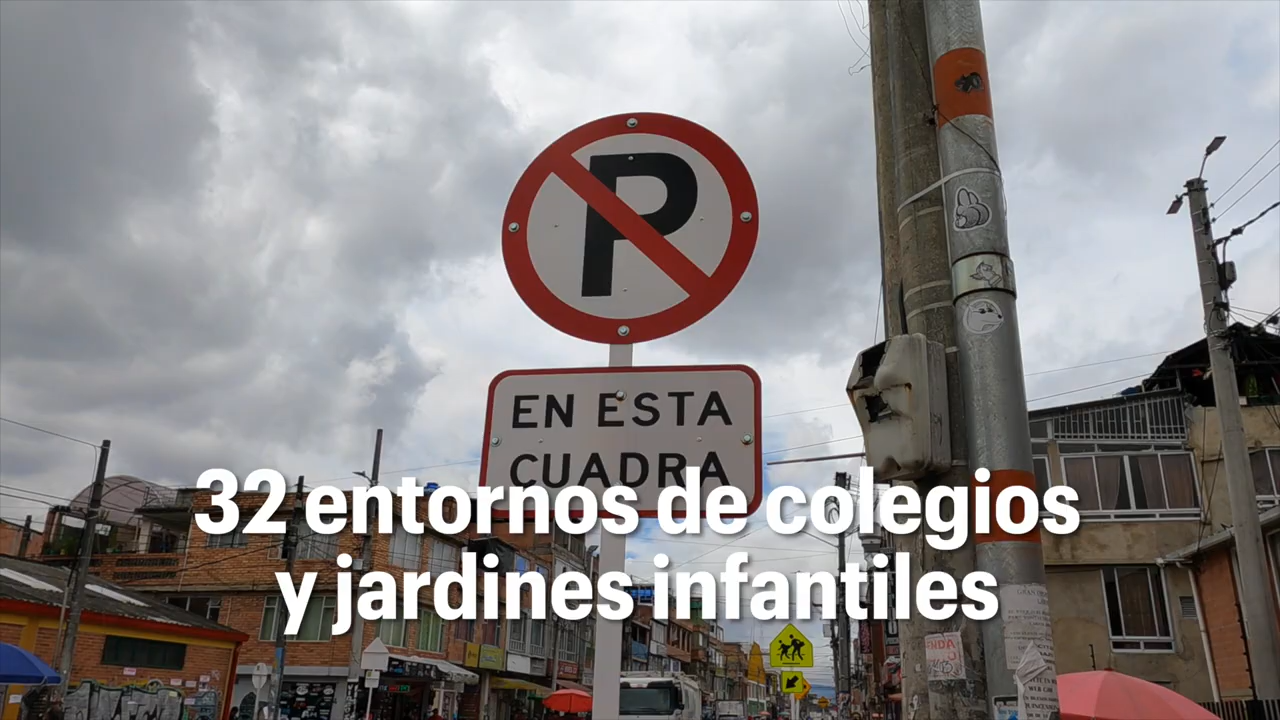 P
EN ESTA
CUADRA
32 entornos de colegios
y jardines infantiles